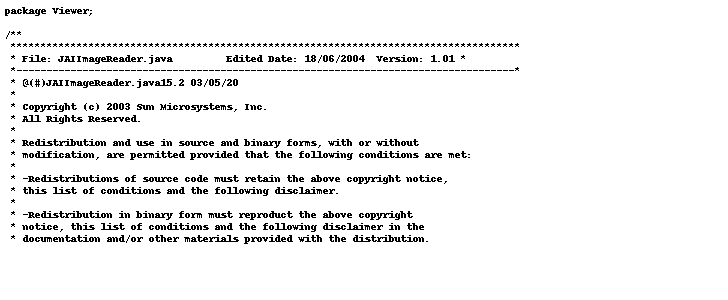 package Viewer;
/**
*************************************************************************************
* File: JAIImageReader.java Edited Date: 18/06/2004 Version: 1.01 *
*-----------------------------------------------------------------------------------*
* @(#)JAIImageReader.java15.2 03/05/20
*
* Copyright (c) 2003 Sun Microsystems, Inc.
* All Rights Reserved.
*
* Redistribution and use in source and binary forms, with or without
* modification, are permitted provided that the following conditions are met:
*
* -Redistributions of source code must retain the above copyright notice,
* this list of conditions and the following disclaimer.
*
* -Redistribution in binary form must reproduce the above copyright
* notice, this list of conditions and the following disclaimer in the
* documentation and/or other materials provided with the distribution.